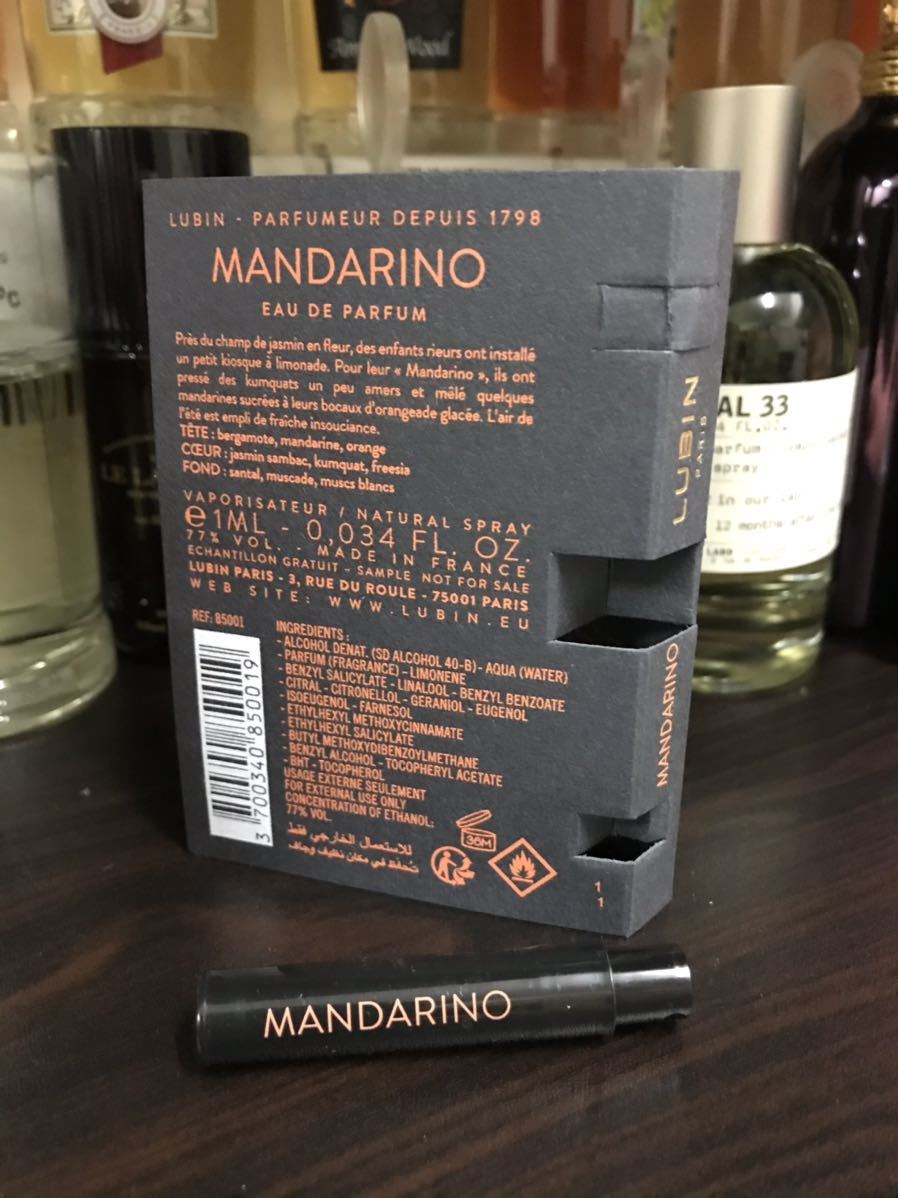 LUBIN - PARFUMEUR DEPUIS 1798
MANDARINO
EAU DE PARFUM
Près du champ de jasmin en fleur, des enfants rieurs ont installé
un petit kiosque à limonade. Pour leur « Mandarino », ils ont
pressé des kumquats un peu amers et mêlé quelques
mandarines sucrées à leurs bocaux d'orangeade glacée. L'air de
l'été est empli de fraîche insouciance.
TÊTE : bergamote, mandarine, orange
CŒUR : jasmin sambac, kumquat, freesia
FOND : santal, muscade, muscs blancs
VAPORISATEUR / NATURAL SPRAY
e 1ML - 0,034 FL. OZ.
77% VOL. - MADE IN FRANCE
ECHANTILLON GRATUIT - SAMPLE NOT FOR SALE
LUBIN PARIS - 3, RUE DU ROULE - 75001 PARIS
WEB SITE: WWW.LUBIN.EU
REF: 85001
3 700340 850019
INGREDIENTS :
- ALCOHOL DENAT. (SD ALCOHOL 40-B) - AQUA (WATER)
- PARFUM (FRAGRANCE) - LIMONENE
- BENZYL SALICYLATE - LINALOOL - BENZYL BENZOATE
- CITRAL - CITRONELLOL - GERANIOL - EUGENOL
- ISOEUGENOL - FARNESOL
- ETHYLHEXYL METHOXYCINNAMATE
- ETHYLHEXYL SALICYLATE
- BUTYL METHOXYDIBENZOYLMETHANE
- BENZYL ALCOHOL - TOCOPHERYL ACETATE
- BHT - TOCOPHEROL
USAGE EXTERNE SEULEMENT
FOR EXTERNAL USE ONLY
CONCENTRATION OF ETHANOL:
77% VOL.
للاستعمال الخارجي فقط
تحفظ في مكان نظيف وجاف
36M
LUBIN
PARIS
MANDARINO
1
1
MANDARINO
AL 33
spray
in our
12 months
LABO
Wood